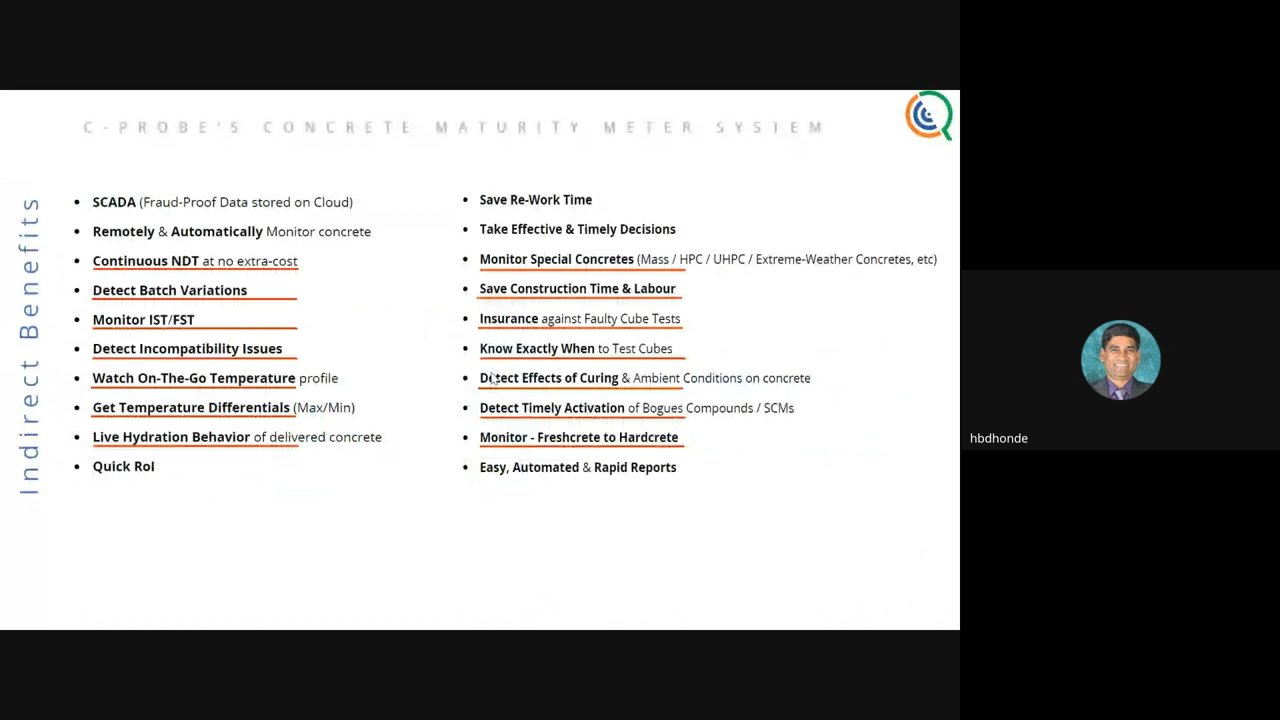 C-PROBE'S CONCRETE MATURITY METER SYSTEM
Indirect Benefits
• SCADA (Fraud-Proof Data stored on Cloud)
• Remotely & Automatically Monitor concrete
• Continuous NDT at no extra-cost
• Detect Batch Variations
• Monitor IST/FST
• Detect Incompatibility Issues
• Watch On-The-Go Temperature profile
• Get Temperature Differentials (Max/Min)
• Live Hydration Behavior of delivered concrete
• Quick RoI
• Save Re-Work Time
• Take Effective & Timely Decisions
• Monitor Special Concretes (Mass / HPC / UHPC / Extreme-Weather Concretes, etc)
• Save Construction Time & Labour
• Insurance against Faulty Cube Tests
• Know Exactly When to Test Cubes
• Detect Effects of Curing & Ambient Conditions on concrete
• Detect Timely Activation of Bogues Compounds / SCMs
• Monitor - Freshcrete to Hardcrete
• Easy, Automated & Rapid Reports
hbdhonde